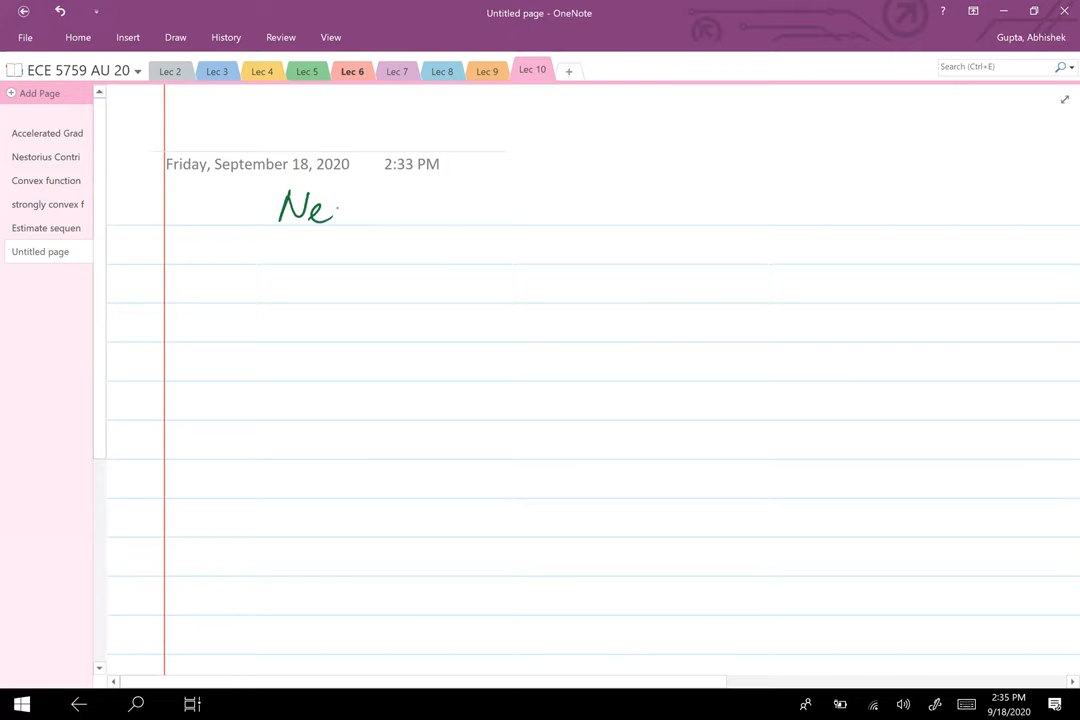 Untitled page - OneNote
File Home Insert Draw History Review View Gupta, Abhishek
ECE 5759 AU 20 Lec 2 Lec 3 Lec 4 Lec 5 Lec 6 Lec 7 Lec 8 Lec 9 Lec 10 Search (Ctrl+E)
Add Page
Accelerated Grad
Nestorius Contri
Convex function
strongly convex f
Estimate sequen
Untitled page
Friday, September 18, 2020 2:33 PM
Ne
2:35 PM
9/18/2020